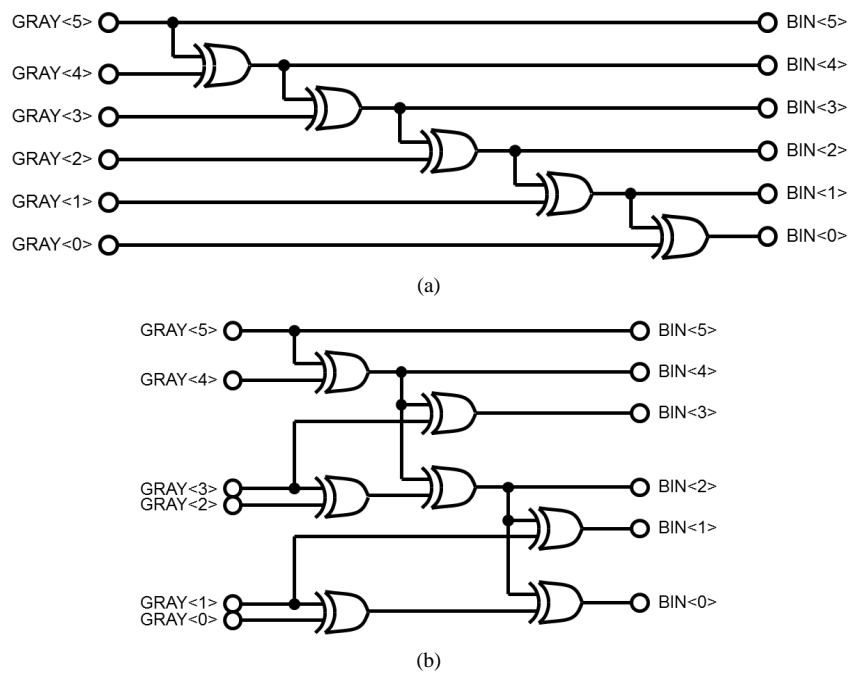 GRAY<5> BIN<5>
GRAY<4> BIN<4>
GRAY<3> BIN<3>
GRAY<2> BIN<2>
GRAY<1> BIN<1>
GRAY<0> BIN<0>
(a)
GRAY<5> BIN<5>
GRAY<4> BIN<4>
BIN<3>
GRAY<3> BIN<2>
GRAY<2>
BIN<1>
GRAY<1> BIN<0>
GRAY<0>
(b)